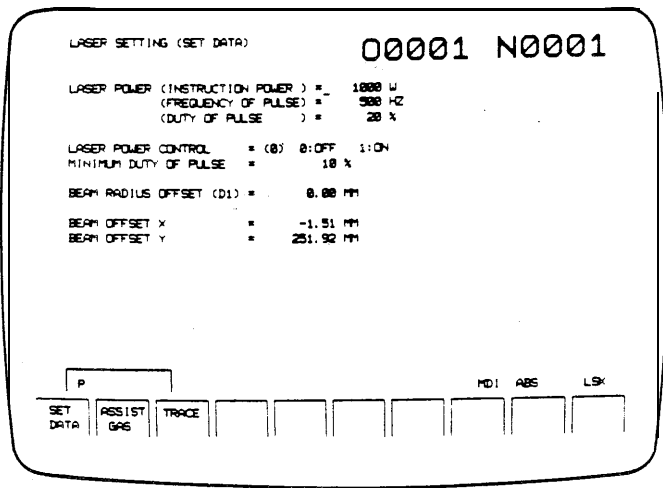 LASER SETTING (SET DATA) O0001 N0001
LASER POWER (INSTRUCTION POWER ) =_ 1000 W
(FREQUENCY OF PULSE) = 500 HZ
(DUTY OF PULSE ) = 20 %
LASER POWER CONTROL = (0) 0:OFF 1:ON
MINIMUM DUTY OF PULSE = 10 %
BEAM RADIUS OFFSET (D1) = 0.00 MM
BEAM OFFSET X = -1.51 MM
BEAM OFFSET Y = 251.92 MM
P MDI ABS LSK
SET DATA ASSIST GAS TRACE